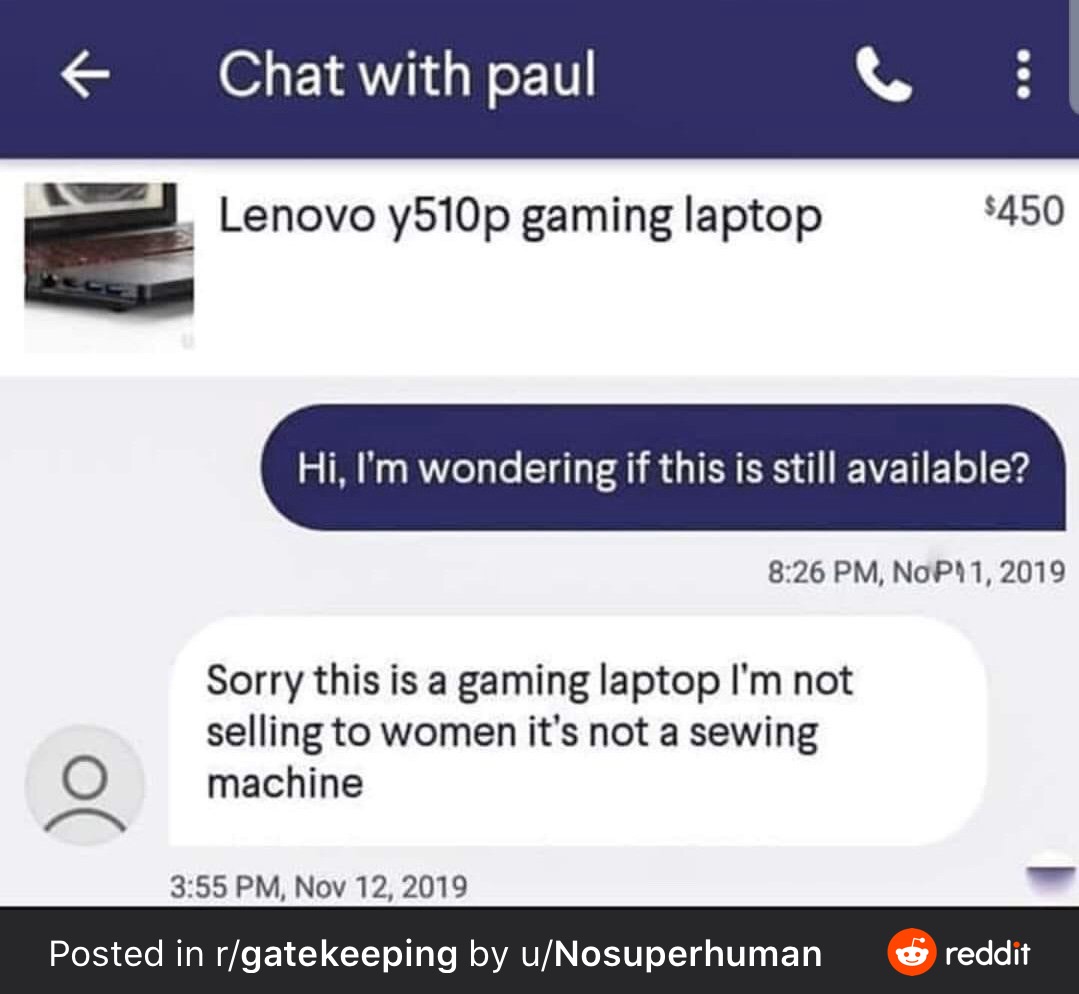 Chat with paul
Lenovo y510p gaming laptop
$450
Hi, I'm wondering if this is still available?
8:26 PM, 1, 2019
Sorry this is a gaming laptop I'm not
selling to women it's not a sewing
machine
3:55 PM, Nov 12, 2019
Posted in r/gatekeeping by u/Nosuperhuman
reddit